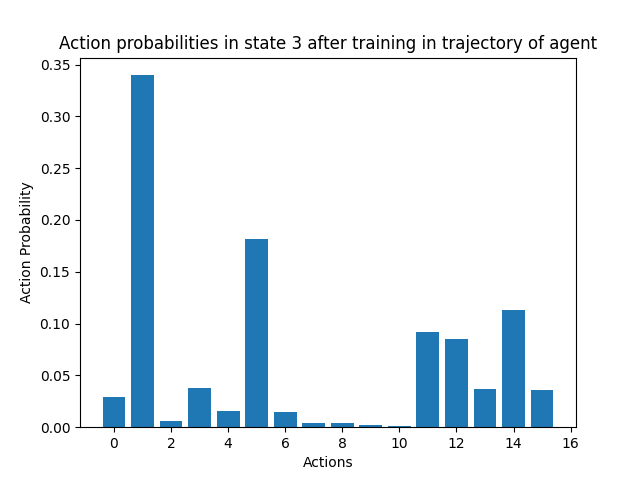 Action probabilities in state 3 after training in trajectory of agent
0.35
0.30
0.25
0.20
0.15
0.10
0.05
0.00
Action Probability
0 2 4 6 8 10 12 14 16
Actions